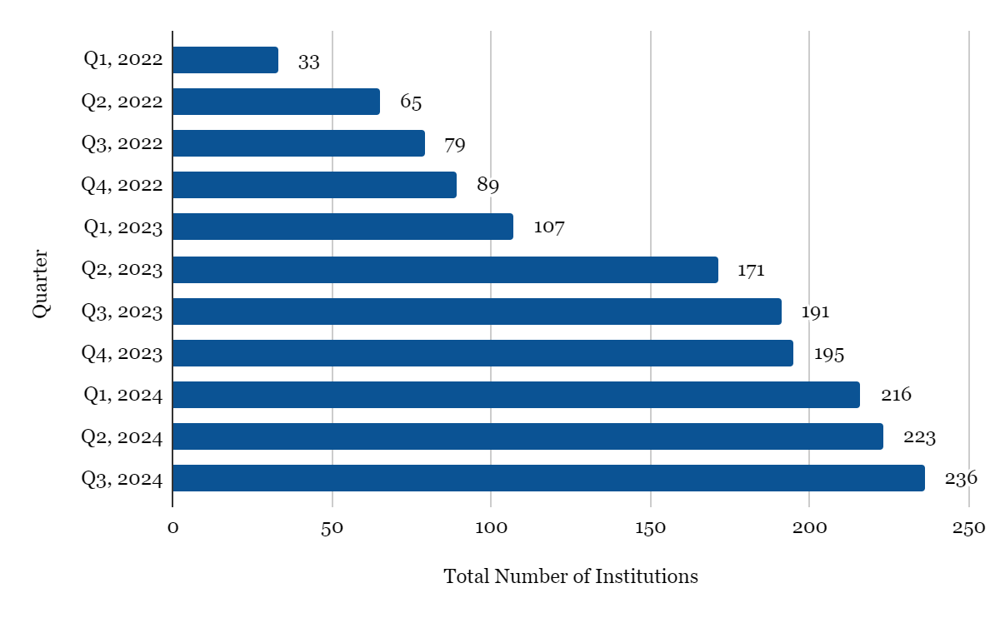 Q1, 2022 33
Q2, 2022 65
Q3, 2022 79
Q4, 2022 89
Q1, 2023 107
Q2, 2023 171
Q3, 2023 191
Q4, 2023 195
Q1, 2024 216
Q2, 2024 223
Q3, 2024 236
Quarter
0 50 100 150 200 250
Total Number of Institutions